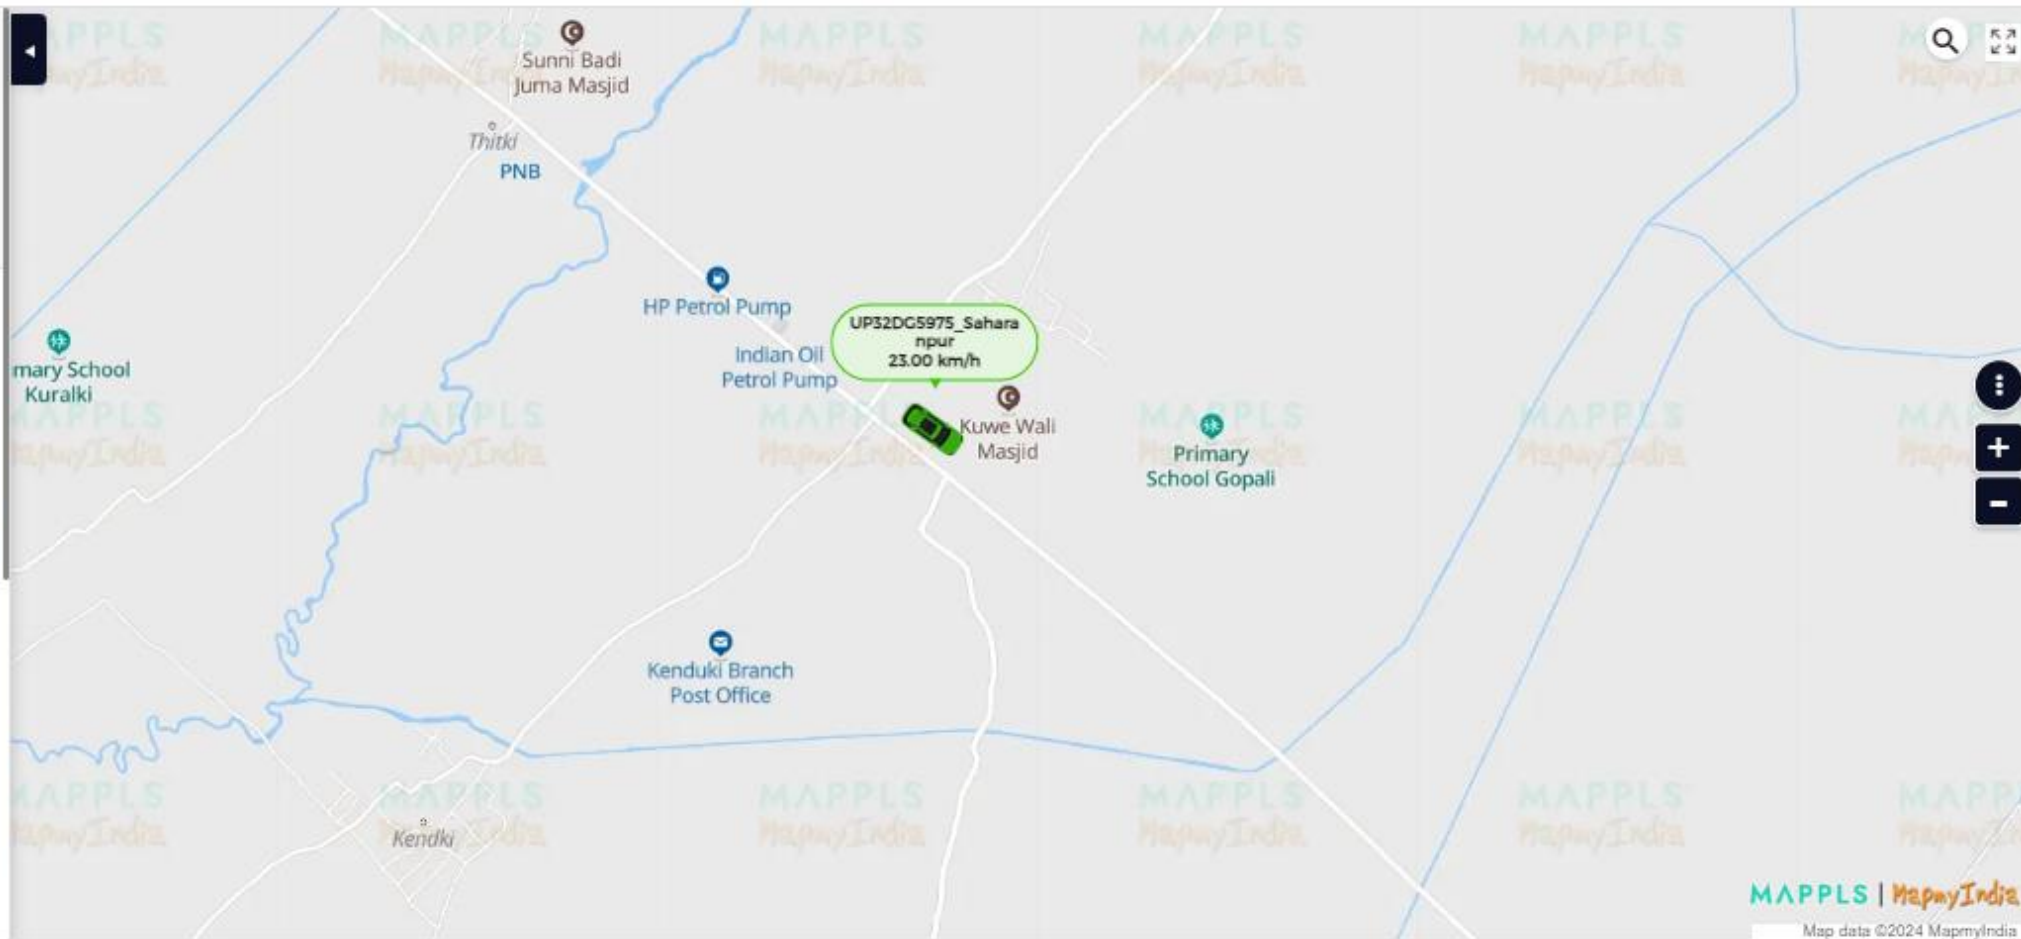 MAPPLS
MapmyIndia
Sunni Badi
Juma Masjid
Thitki
PNB
HP Petrol Pump
UP32DG5975_Sahara
npur
23.00 km/h
Indian Oil
Petrol Pump
mary School
Kuralki
Kuwe Wali
Masjid
Primary
School Gopali
Kenduki Branch
Post Office
Kendki
MAPPLS | MapmyIndia
Map data ©2024 MapmyIndia